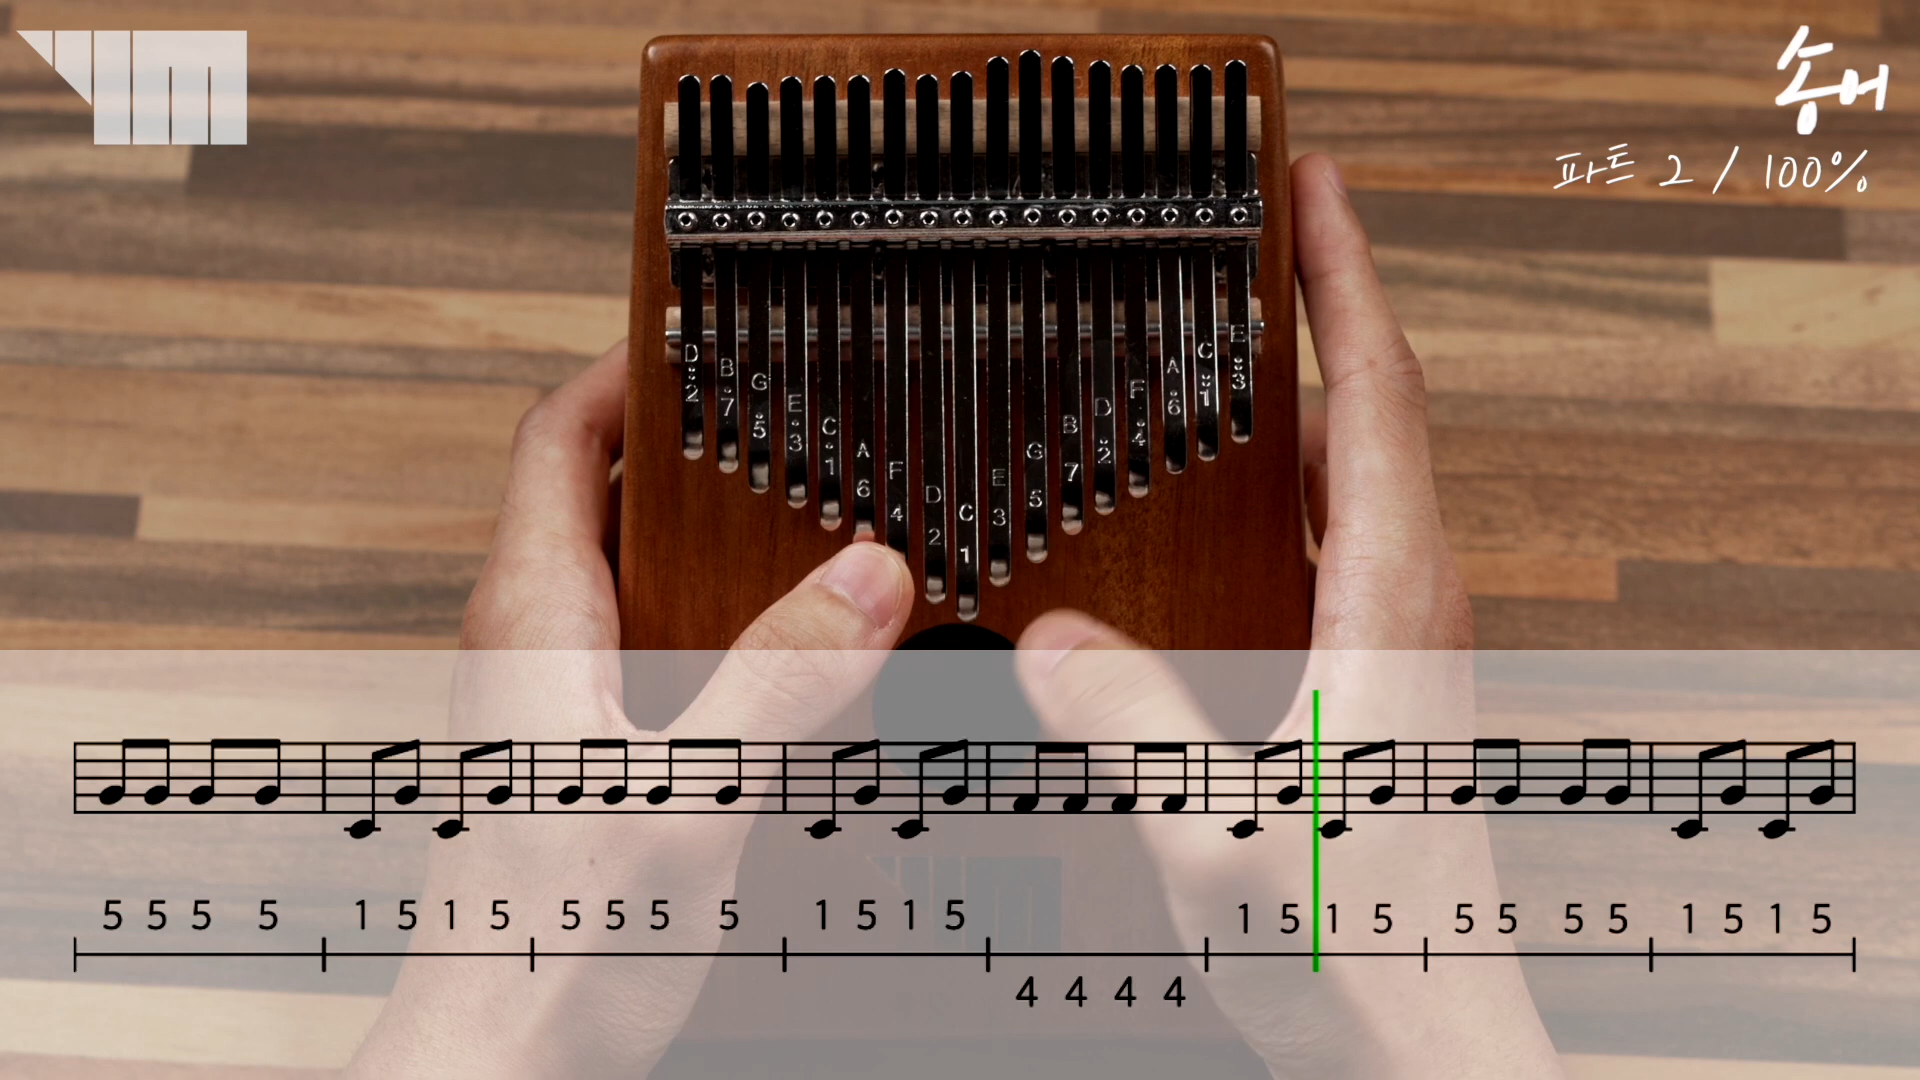 송어
파트 2 / 100%
D B G E C A F D C E G B D F A C E
2 7 5 3 1 6 4 2 1 3 5 7 2 4 6 1 3
5 5 5 5 1 5 1 5 5 5 5 5 1 5 1 5 1 5 1 5 5 5 5 5 1 5 1 5
4 4 4 4